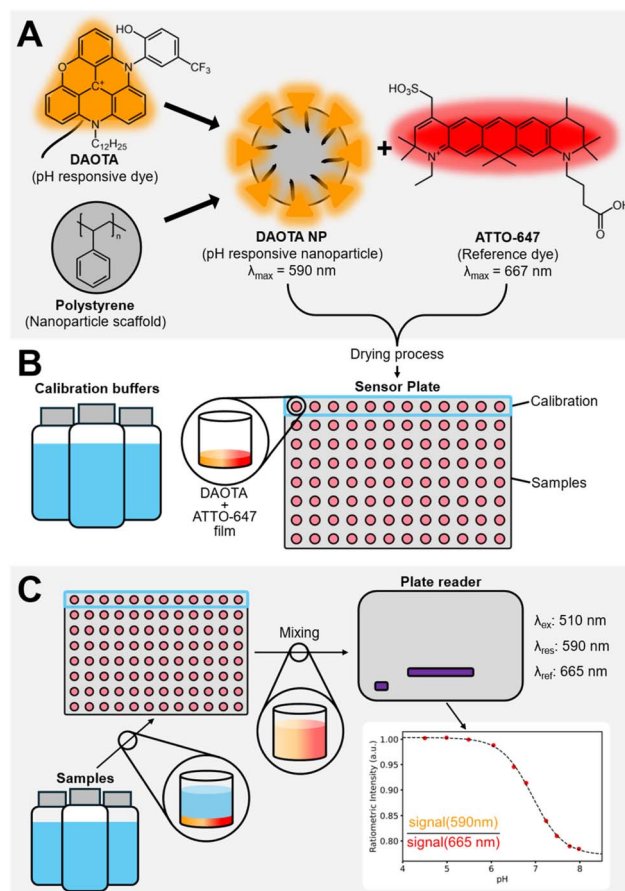 A
HO
CF3
O
C+
N
N
C12H25
DAOTA
(pH responsive dye)
n
Polystyrene
(Nanoparticle scaffold)
DAOTA NP
(pH responsive nanoparticle)
λmax = 590 nm
+
HO3S
N+
N
O
OH
ATTO-647
(Reference dye)
λmax = 667 nm
Drying process
B
Calibration buffers
Sensor Plate
Calibration
Samples
DAOTA
+
ATTO-647
film
C
Mixing
Plate reader
λex: 510 nm
λres: 590 nm
λref: 665 nm
Samples
Ratiometric Intensity (a.u.)
1.00
0.95
0.90
0.85
0.80
signal(590nm)
signal(665 nm)
4 5 6 7 8
pH